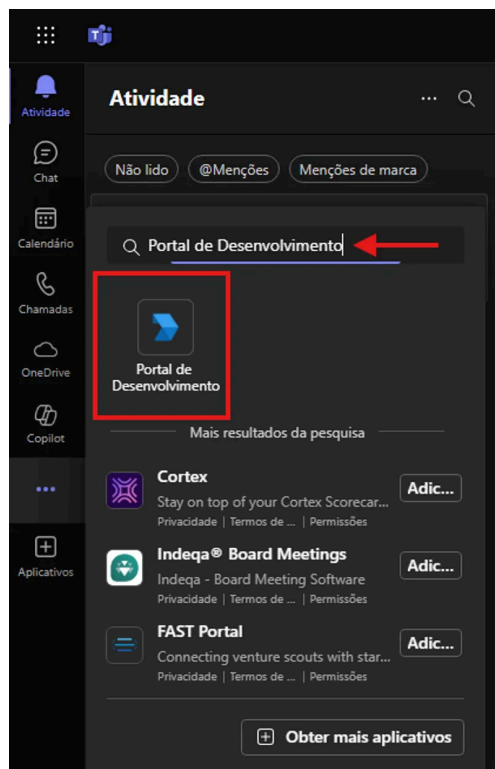 Atividade
Atividade
Chat
Calendário
Chamadas
OneDrive
Copilot
Aplicativos
Não lido
@Menções
Menções de marca
Portal de Desenvolvimento
Portal de
Desenvolvimento
Mais resultados da pesquisa
Cortex
Stay on top of your Cortex Scorecar...
Privacidade | Termos de ... | Permissões
Adic...
Indeqa® Board Meetings
Indeqa - Board Meeting Software
Privacidade | Termos de ... | Permissões
Adic...
FAST Portal
Connecting venture scouts with star...
Privacidade | Termos de ... | Permissões
Adic...
Obter mais aplicativos